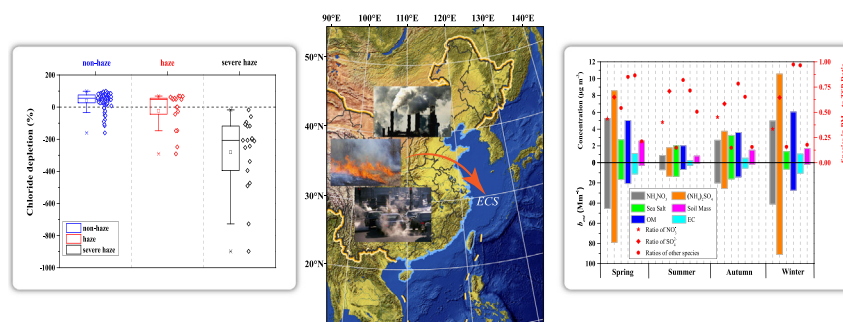 non-haze haze severe haze
200
0
-200
-400
-600
-800
-1000
Chloride depletion (%)
non-haze
haze
severe haze
90°E 100°E 110°E 120°E 130°E 140°E
50°N
40°N
30°N
20°N
ECS
12
10
8
6
4
2
0
20
40
60
80
100
Concentration (μg m⁻³)
1.00
0.75
0.50
0.25
0.00
NH₄NO₃ (NH₄)₂SO₄
Sea Salt Soil Mass
OM EC
Ratio of NO₃⁻
Ratio of SO₄²⁻
Ratios of other species
Spring Summer Autumn Winter